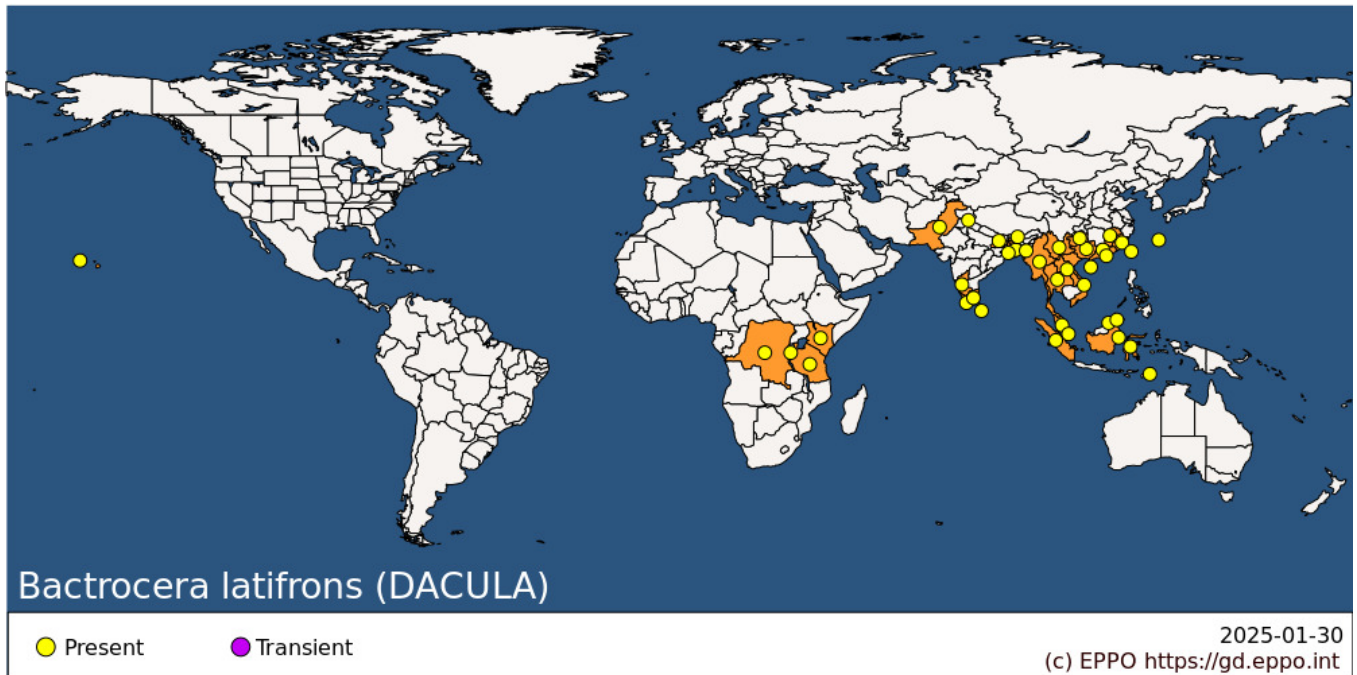 Bactrocera latifrons (DACULA)
Present
Transient
2025-01-30
(c) EPPO https://gd.eppo.int